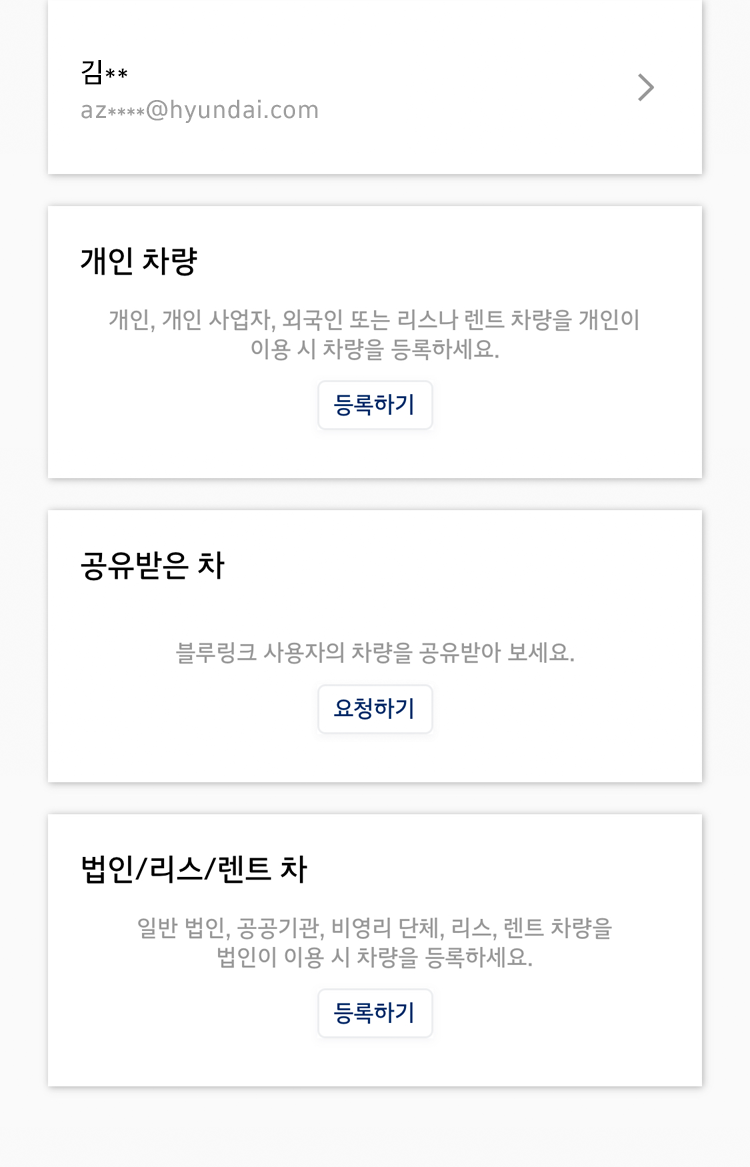 김**
az****@hyundai.com
개인 차량
개인, 개인 사업자, 외국인 또는 리스나 렌트 차량을 개인이
이용 시 차량을 등록하세요.
등록하기
공유받은 차
블루링크 사용자의 차량을 공유받아 보세요.
요청하기
법인/리스/렌트 차
일반 법인, 공공기관, 비영리 단체, 리스, 렌트 차량을
법인이 이용 시 차량을 등록하세요.
등록하기